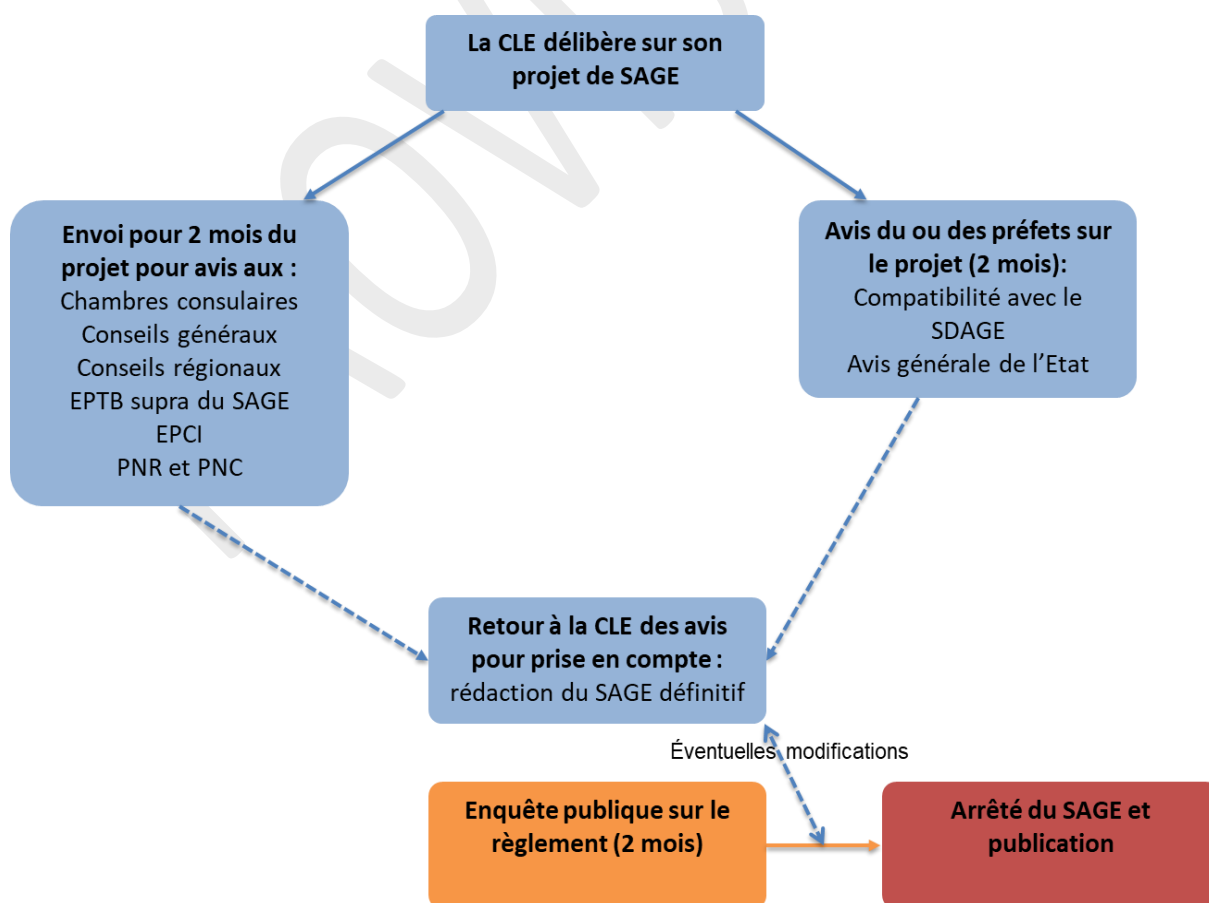 La CLE délibère sur son
projet de SAGE
Envoi pour 2 mois du
projet pour avis aux :
Chambres consulaires
Conseils généraux
Conseils régionaux
EPTB supra du SAGE
EPCI
PNR et PNC
Avis du ou des préfets sur
le projet (2 mois):
Compatibilité avec le
SDAGE
Avis générale de l’Etat
Retour à la CLE des avis
pour prise en compte :
rédaction du SAGE définitif
Éventuelles modifications
Enquête publique sur le
règlement (2 mois)
Arrêté du SAGE et
publication